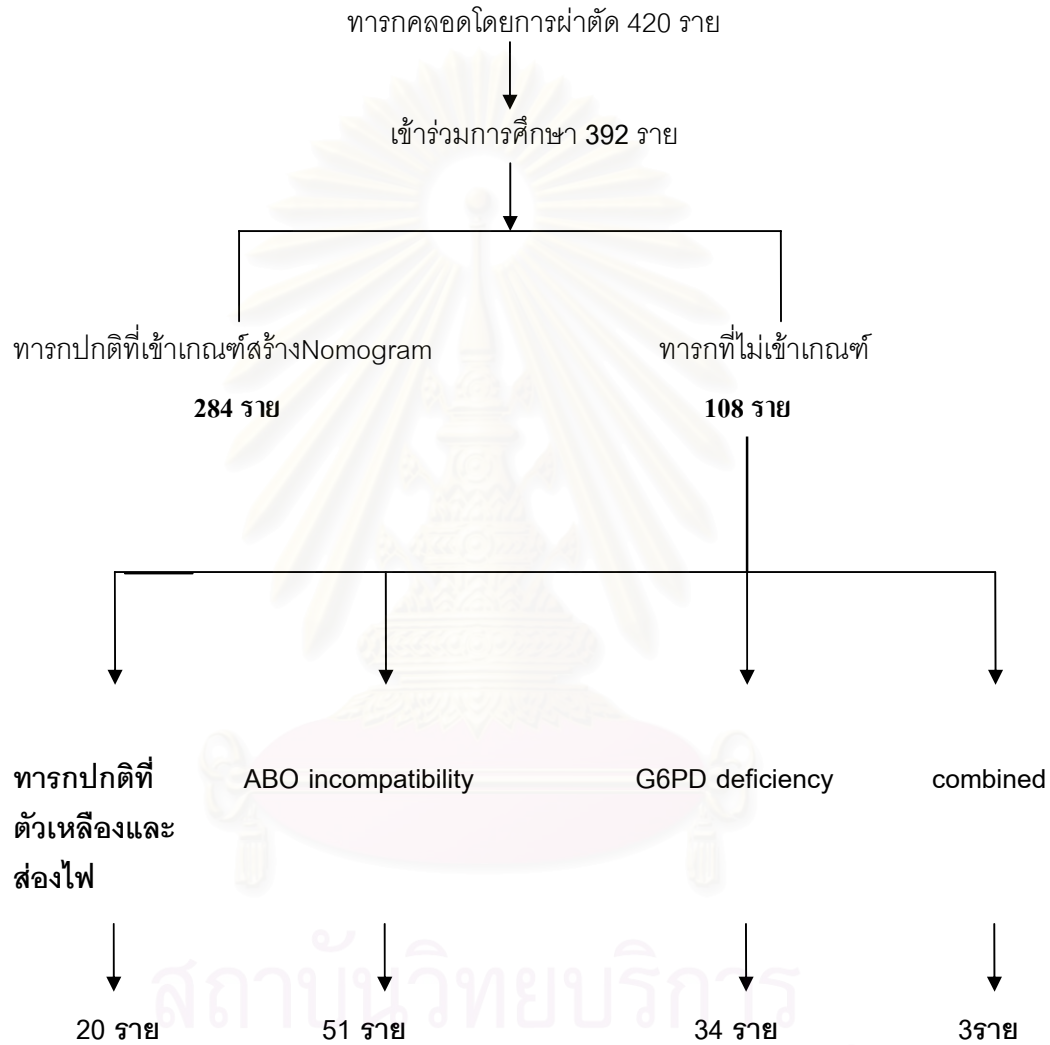 ทารกคลอดโดยการผ่าตัด 420 ราย
เข้าร่วมการศึกษา 392 ราย
ทารกปกติที่เข้าเกณฑ์สร้างNomogram
284 ราย
ทารกที่ไม่เข้าเกณฑ์
108 ราย
ทารกปกติที่
ตัวเหลืองและ
ส่องไฟ
ABO incompatibility
G6PD deficiency
combined
20 ราย
51 ราย
34 ราย
3ราย
สถาบันวิทยบริการ